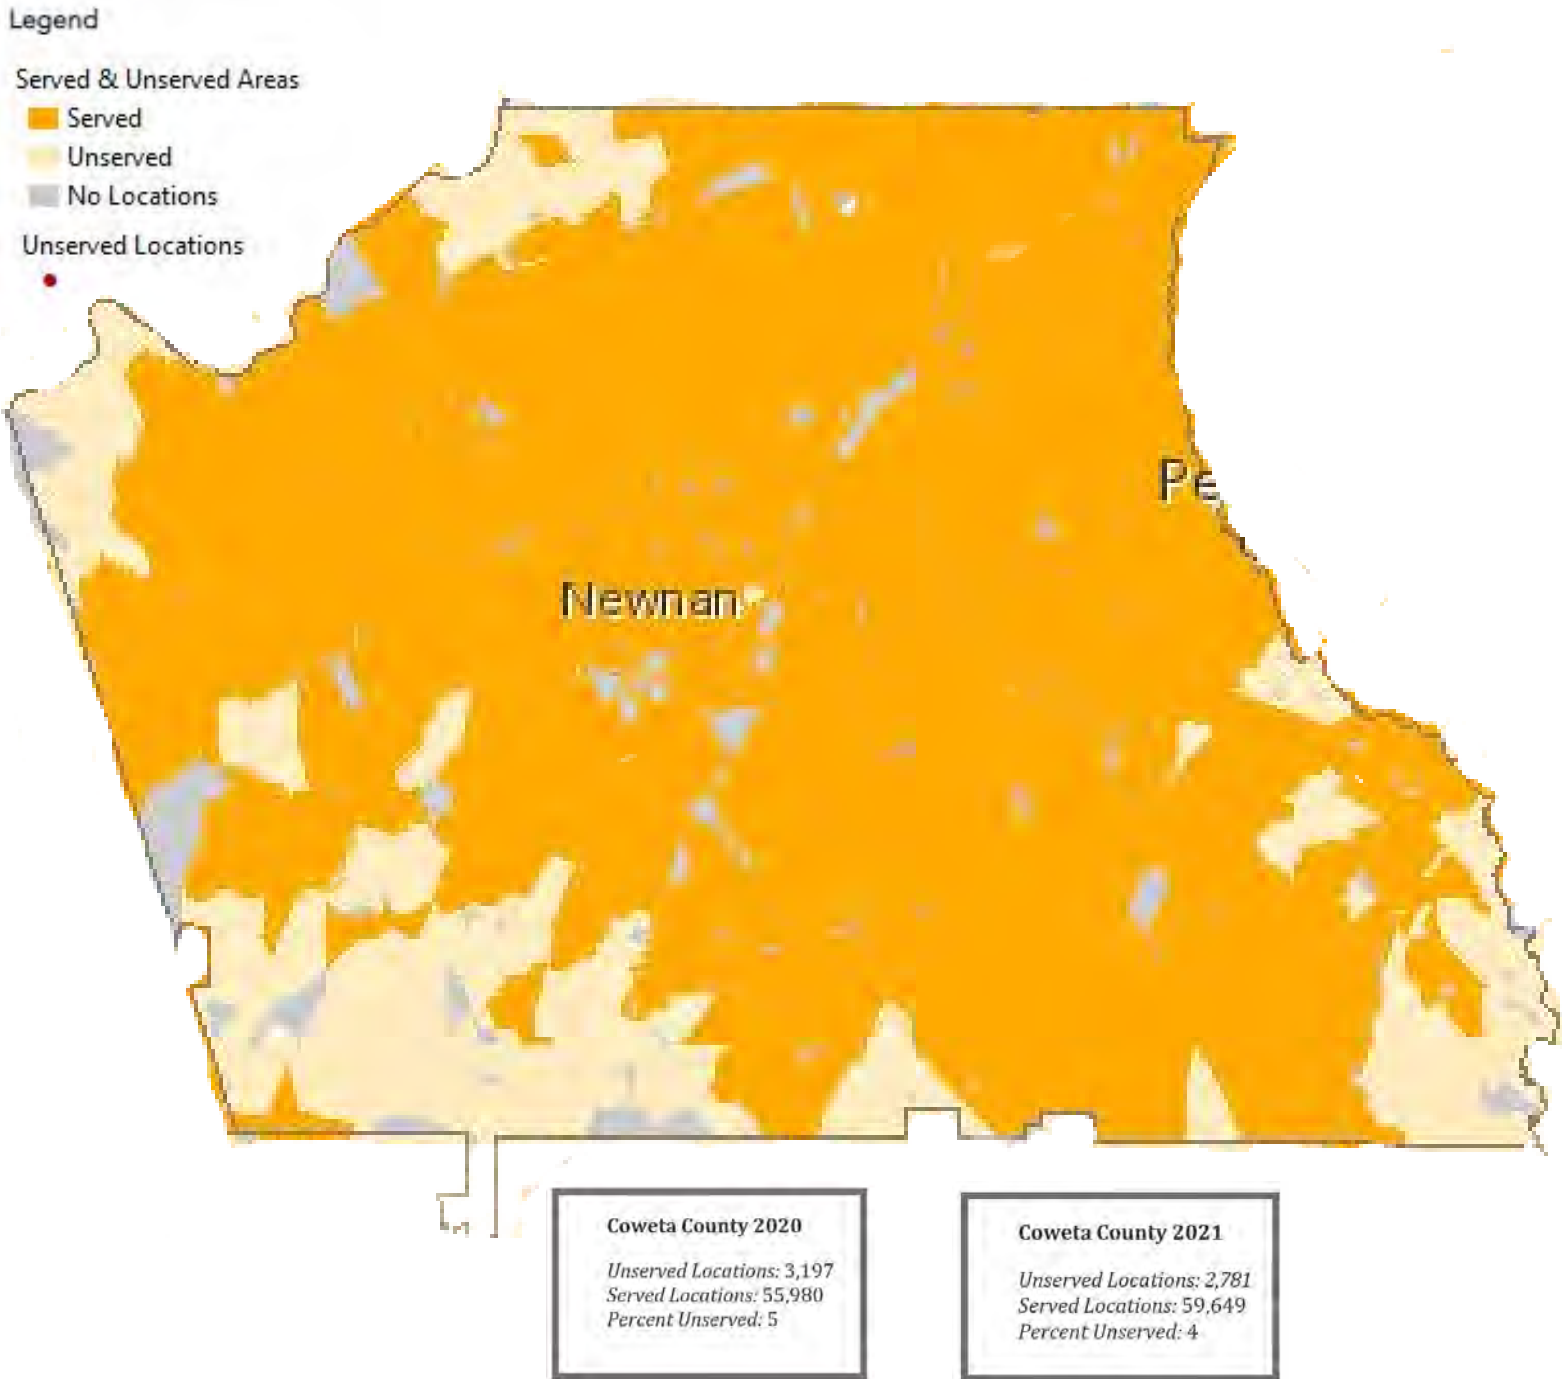 Legend
Served & Unserved Areas
Served
Unserved
No Locations
Unserved Locations
Pe
Newnan
Coweta County 2020
Unserved Locations: 3,197
Served Locations: 55,980
Percent Unserved: 5
Coweta County 2021
Unserved Locations: 2,781
Served Locations: 59,649
Percent Unserved: 4